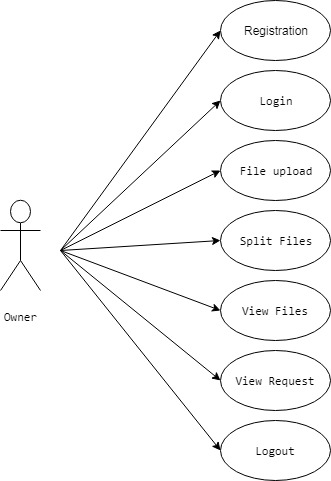 Registration
Login
File upload
Split Files
View Files
View Request
Logout
Owner